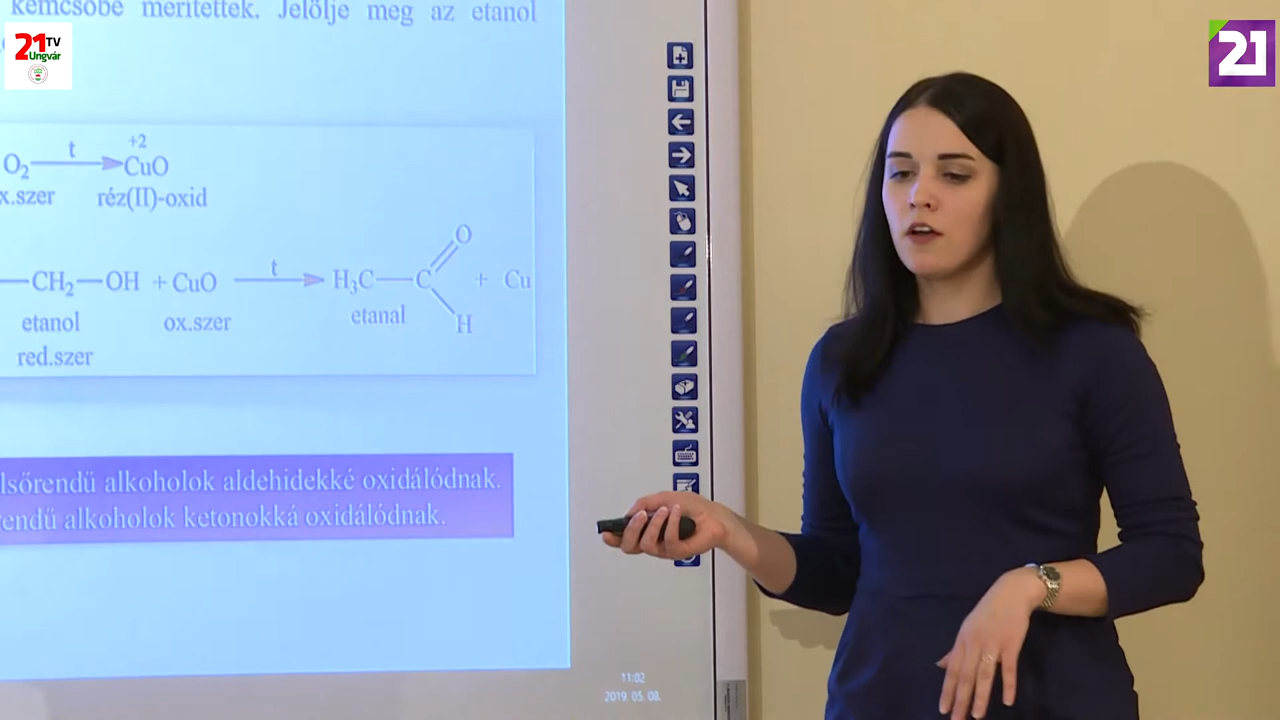 kémcsőbe merítettek. Jelölje meg az etanol
21 TV
Ungvár
21
O₂ —t→ +2 CuO
x.szer réz(II)-oxid
—CH₂—OH + CuO —t→ H₃C—C O H + Cu
etanol ox.szer etanal
red.szer
lsőrendű alkoholok aldehidekké oxidálódnak.
rendű alkoholok ketonokká oxidálódnak.
11:02
2019. 05. 08.